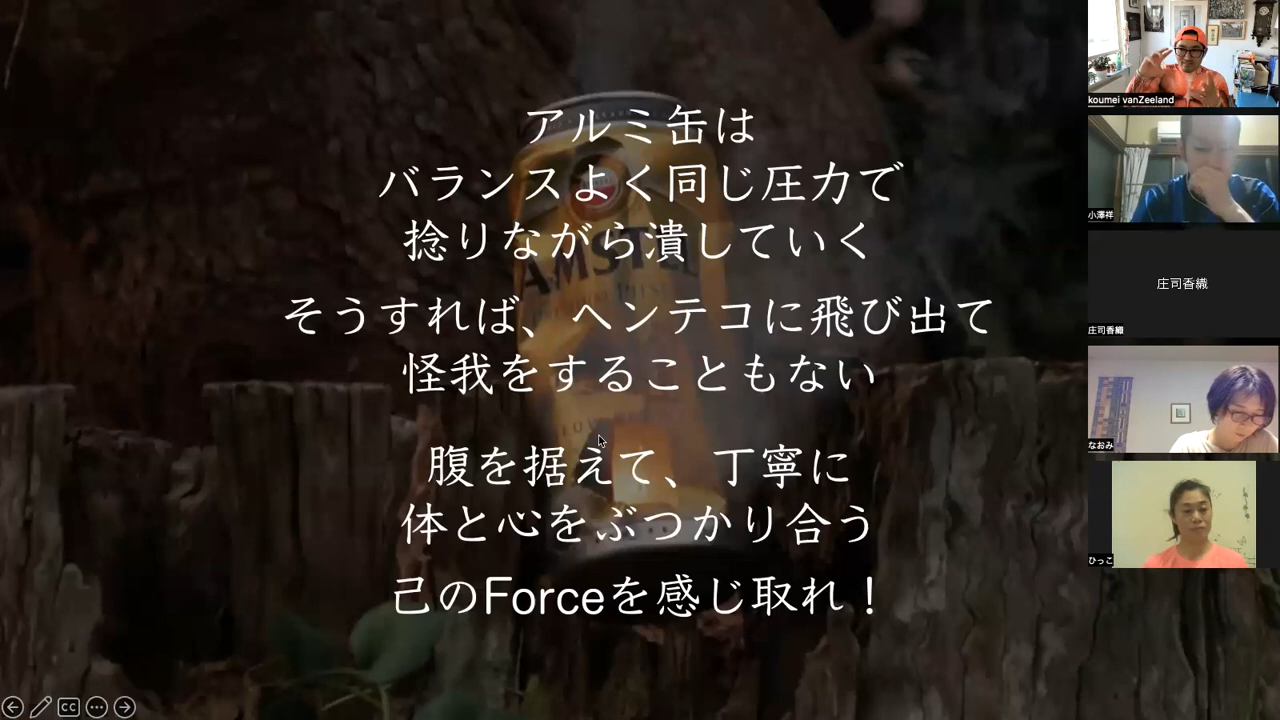 アルミ缶は
バランスよく同じ圧力で
捻りながら潰していく
そうすれば、ヘンテコに飛び出て
怪我をすることもない
腹を据えて、丁寧に
体と心をぶつかり合う
己のForceを感じ取れ！
AMSTEL
CC
koumei vanZeeland
小澤祥
庄司香織
庄司香織
なおみ
ひっこ